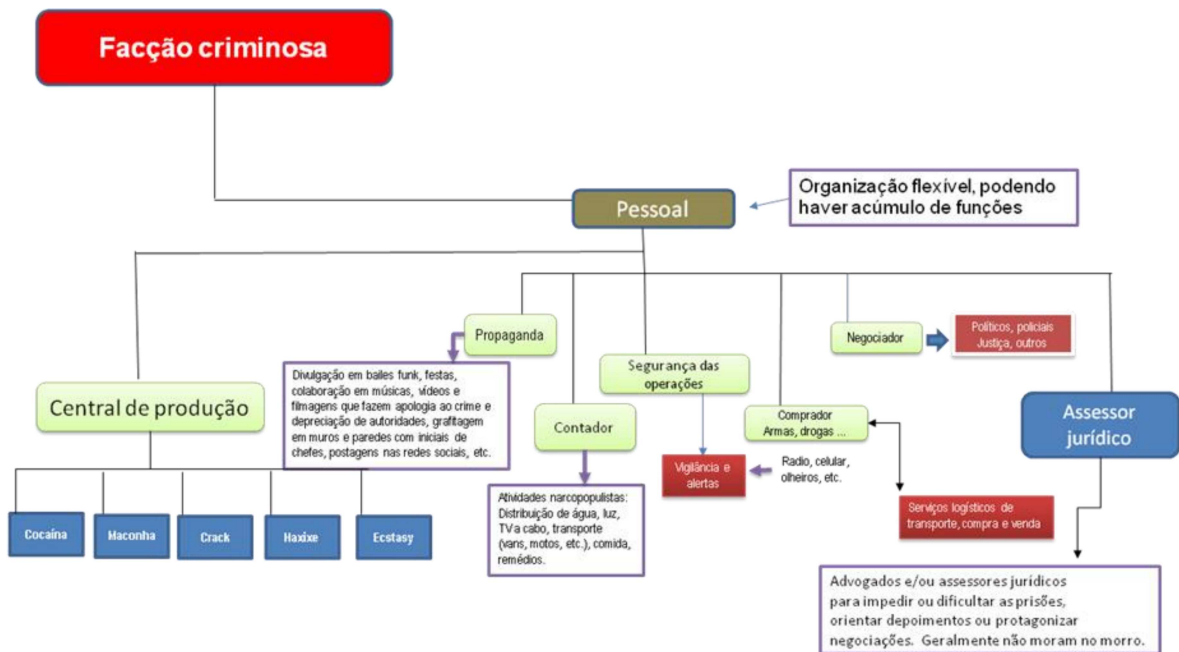 Facção criminosa
Organização flexível, podendo
haver acúmulo de funções
Pessoal
Propaganda
Negociador
Políticos, policiais
Justiça, outros
Segurança das
operações
Divulgação em bailes funk, festas,
colaboração em músicas, vídeos e
filmagens que fazem apologia ao crime e
depreciação de autoridades, grafitagem
em muros e paredes com iniciais de
chefes, postagens nas redes sociais, etc.
Central de produção
Contador
Comprador
Armas, drogas ...
Assessor
jurídico
Vigilância e
alertas
Radio, celular,
olheiros, etc.
Atividades narcopopulistas:
Distribuição de água, luz,
TV a cabo, transporte
(vans, motos, etc.), comida,
remédios.
Serviços logísticos de
transporte, compra e venda
Cocaína
Maconha
Crack
Haxixe
Ecstasy
Advogados e/ou assessores jurídicos
para impedir ou dificultar as prisões,
orientar depoimentos ou protagonizar
negociações. Geralmente não moram no morro.